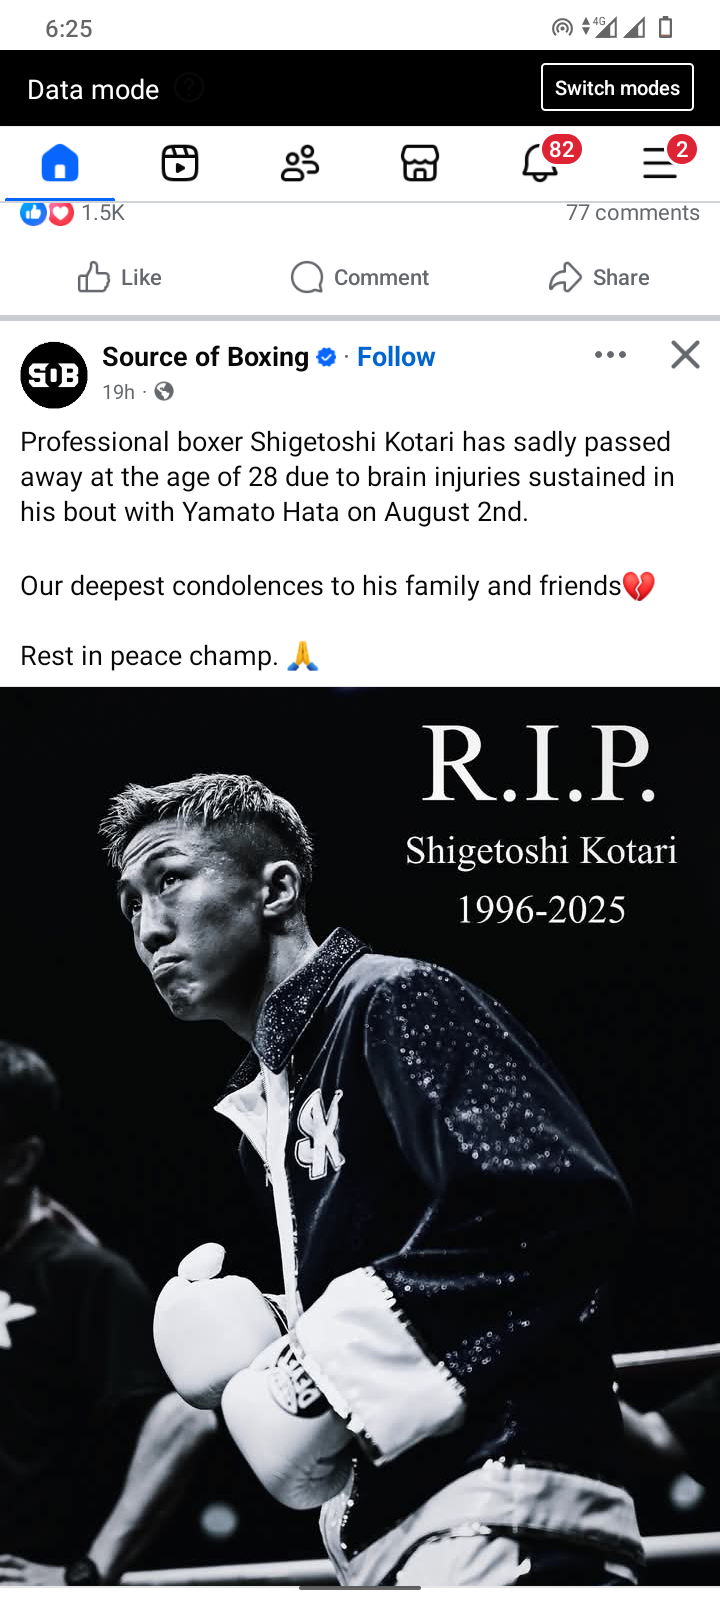 6:25
4G
Data mode
?
Switch modes
82
2
1.5K
77 comments
Like
Comment
Share
SOB
Source of Boxing · Follow
19h ·
Professional boxer Shigetoshi Kotari has sadly passed
away at the age of 28 due to brain injuries sustained in
his bout with Yamato Hata on August 2nd.
Our deepest condolences to his family and friends💔
Rest in peace champ. 🙏
R.I.P.
Shigetoshi Kotari
1996-2025
SK